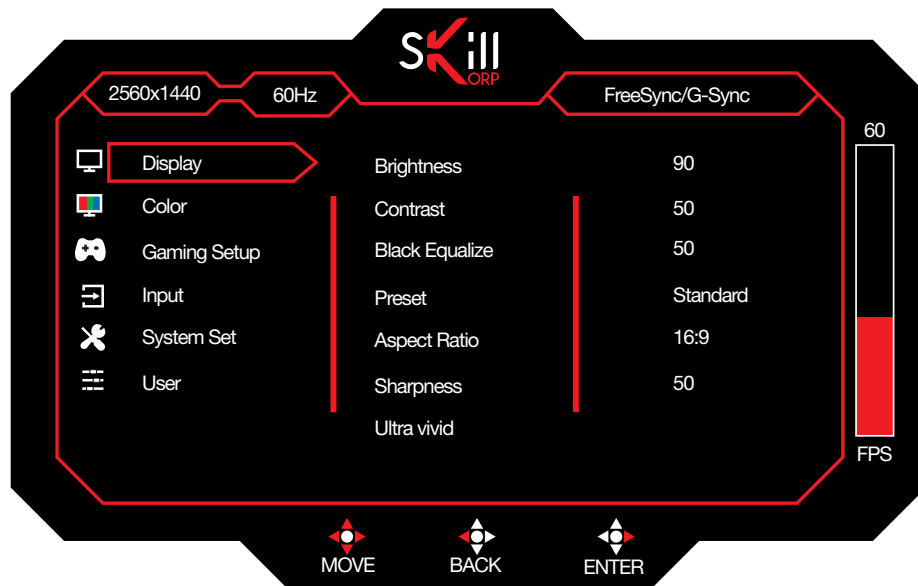 SKill
ORP
2560x1440 60Hz FreeSync/G-Sync
60
Display Brightness 90
Color Contrast 50
Gaming Setup Black Equalize 50
Input Preset Standard
System Set Aspect Ratio 16:9
User Sharpness 50
Ultra vivid
FPS
MOVE BACK ENTER